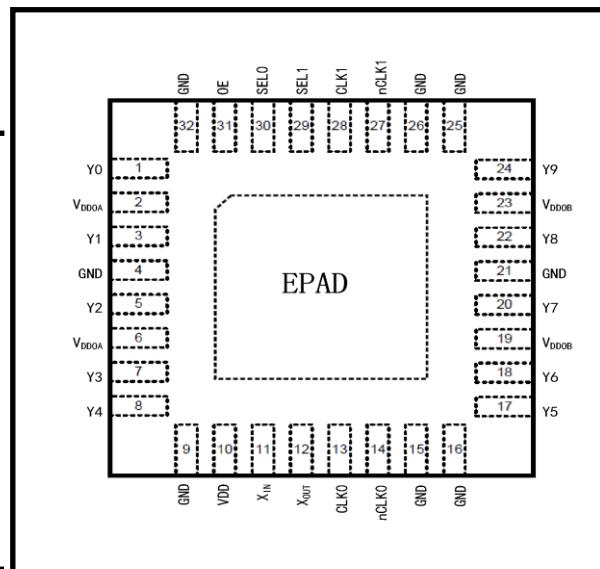 GND OE SEL0 SEL1 CLK1 nCLK1 GND GND
32 31 30 29 28 27 26 25
Y0 1 24 Y9
VDDOA 2 23 VDDOB
Y1 3 22 Y8
GND 4 21 GND
EPAD
Y2 5 20 Y7
VDDOA 6 19 VDDOB
Y3 7 18 Y6
Y4 8 17 Y5
9 10 11 12 13 14 15 16
GND VDD XIN XOUT CLK0 nCLK0 GND GND